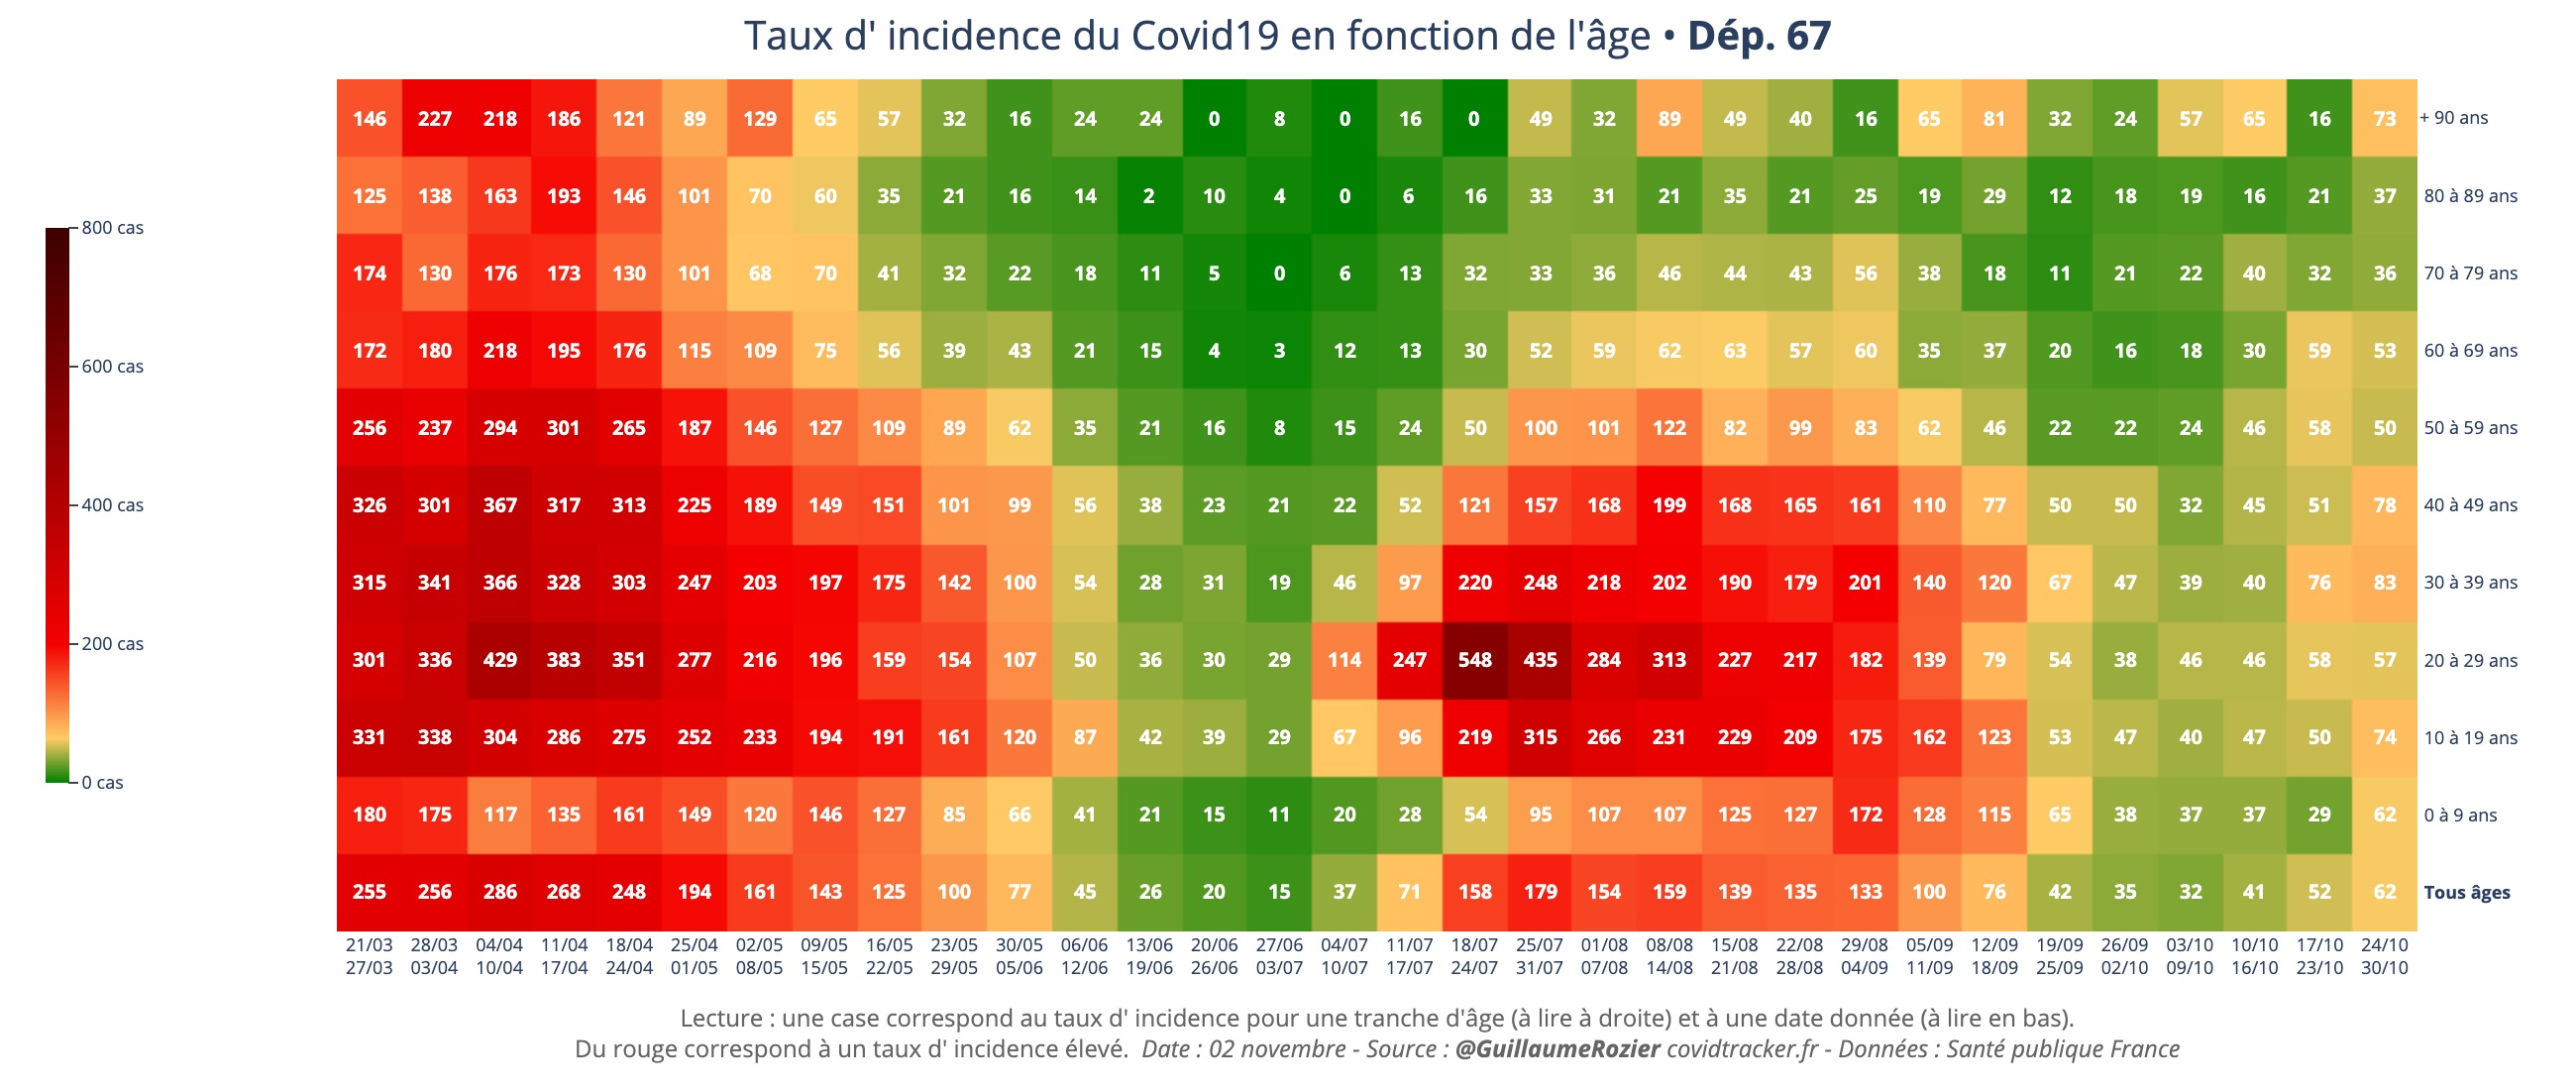 Taux d' incidence du Covid19 en fonction de l'âge • Dép. 67
800 cas
600 cas
400 cas
200 cas
0 cas
146 227 218 186 121 89 129 65 57 32 16 24 24 0 8 0 16 0 49 32 89 49 40 16 65 81 32 24 57 65 16 73 + 90 ans
125 138 163 193 146 101 70 60 35 21 16 14 2 10 4 0 6 16 33 31 21 35 21 25 19 29 12 18 19 16 21 37 80 à 89 ans
174 130 176 173 130 101 68 70 41 32 22 18 11 5 0 6 13 32 33 36 46 44 43 56 38 18 11 21 22 40 32 36 70 à 79 ans
172 180 218 195 176 115 109 75 56 39 43 21 15 4 3 12 13 30 52 59 62 63 57 60 35 37 20 16 18 30 59 53 60 à 69 ans
256 237 294 301 265 187 146 127 109 89 62 35 21 16 8 15 24 50 100 101 122 82 99 83 62 46 22 22 24 46 58 50 50 à 59 ans
326 301 367 317 313 225 189 149 151 101 99 56 38 23 21 22 52 121 157 168 199 168 165 161 110 77 50 50 32 45 51 78 40 à 49 ans
315 341 366 328 303 247 203 197 175 142 100 54 28 31 19 46 97 220 248 218 202 190 179 201 140 120 67 47 39 40 76 83 30 à 39 ans
301 336 429 383 351 277 216 196 159 154 107 50 36 30 29 114 247 548 435 284 313 227 217 182 139 79 54 38 46 46 58 57 20 à 29 ans
331 338 304 286 275 252 233 194 191 161 120 87 42 39 29 67 96 219 315 266 231 229 209 175 162 123 53 47 40 47 50 74 10 à 19 ans
180 175 117 135 161 149 120 146 127 85 66 41 21 15 11 20 28 54 95 107 107 125 127 172 128 115 65 38 37 37 29 62 0 à 9 ans
255 256 286 268 248 194 161 143 125 100 77 45 26 20 15 37 71 158 179 154 159 139 135 133 100 76 42 35 32 41 52 62 Tous âges
21/03 28/03 04/04 11/04 18/04 25/04 02/05 09/05 16/05 23/05 30/05 06/06 13/06 20/06 27/06 04/07 11/07 18/07 25/07 01/08 08/08 15/08 22/08 29/08 05/09 12/09 19/09 26/09 03/10 10/10 17/10 24/10
27/03 03/04 10/04 17/04 24/04 01/05 08/05 15/05 22/05 29/05 05/06 12/06 19/06 26/06 03/07 10/07 17/07 24/07 31/07 07/08 14/08 21/08 28/08 04/09 11/09 18/09 25/09 02/10 09/10 16/10 23/10 30/10
Lecture : une case correspond au taux d' incidence pour une tranche d'âge (à lire à droite) et à une date donnée (à lire en bas).
Du rouge correspond à un taux d' incidence élevé. Date : 02 novembre - Source : @GuillaumeRozier covidtracker.fr - Données : Santé publique France